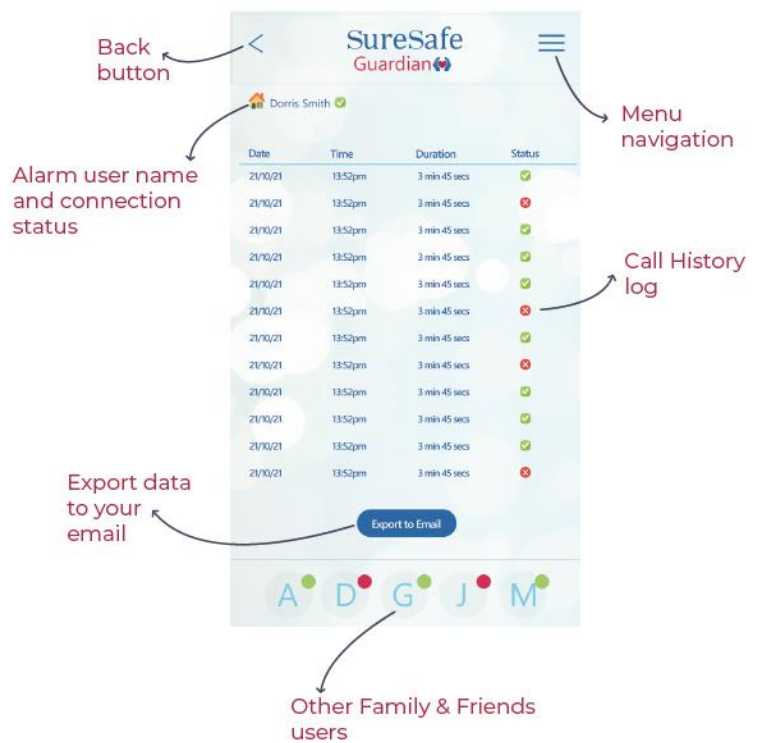 Back
button
<
SureSafe
Guardian
Menu
navigation
Dorris Smith
Alarm user name
and connection
status
Date Time Duration Status
21/10/21 13:52pm 3 min 45 secs
21/10/21 13:52pm 3 min 45 secs
21/10/21 13:52pm 3 min 45 secs
21/10/21 13:52pm 3 min 45 secs
21/10/21 13:52pm 3 min 45 secs
21/10/21 13:52pm 3 min 45 secs
21/10/21 13:52pm 3 min 45 secs
21/10/21 13:52pm 3 min 45 secs
21/10/21 13:52pm 3 min 45 secs
21/10/21 13:52pm 3 min 45 secs
21/10/21 13:52pm 3 min 45 secs
21/10/21 13:52pm 3 min 45 secs
Call History
log
Export data
to your
email
Export to Email
A D G J M
Other Family & Friends
users